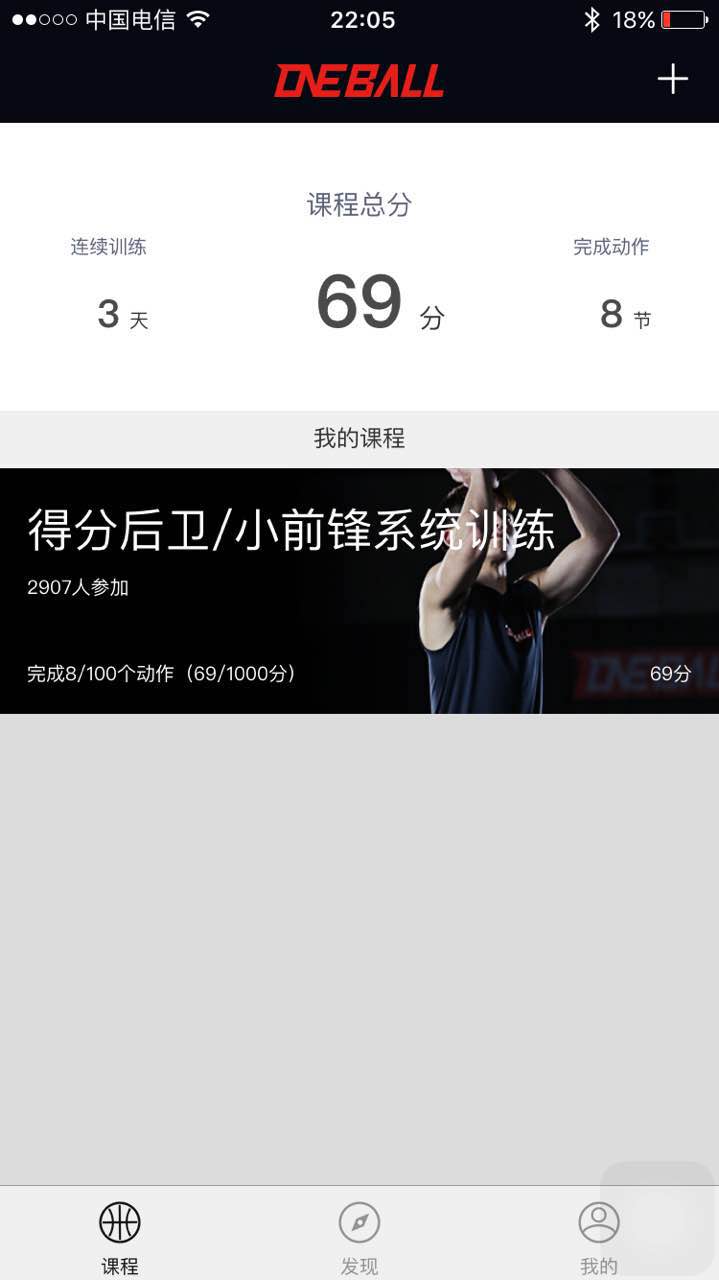 中国电信 22:05 18%
ONEBALL
课程总分
连续训练 完成动作
3 天 69 分 8 节
我的课程
得分后卫/小前锋系统训练
2907人参加
完成8/100个动作（69/1000分） 69分
课程 发现 我的